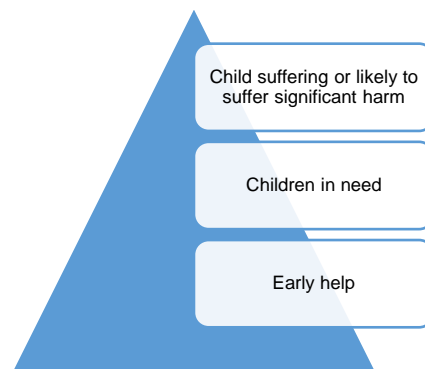 Child suffering or likely to
suffer significant harm
Children in need
Early help